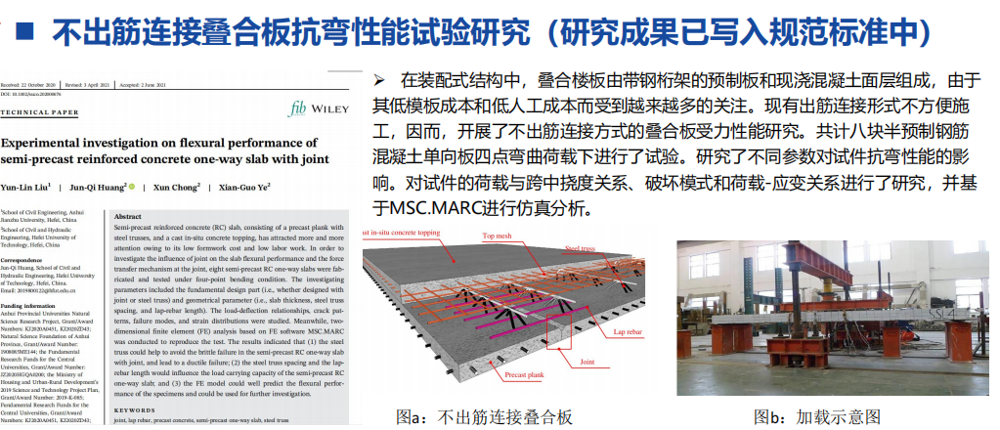 ■ 不出筋连接叠合板抗弯性能试验研究（研究成果已写入规范标准中）
Received: 22 October 2020 | Revised: 3 April 2021 | Accepted: 2 June 2021
DOI: 10.1002/suco.202000676
TECHNICAL PAPER
fib WILEY
Experimental investigation on flexural performance of
semi-precast reinforced concrete one-way slab with joint
Yun-Lin Liu1 | Jun-Qi Huang2 | Xun Chong2 | Xian-Guo Ye2
1School of Civil Engineering, Anhui
Jianzhu University, Hefei, China
2School of Civil and Hydraulic
Engineering, Hefei University of
Technology, Hefei, China
Correspondence
Jun-Qi Huang, School of Civil and
Hydraulic Engineering, Hefei University
of Technology, Hefei, China.
Email: 2019800122@hfut.edu.cn
Funding information
Anhui Provincial Universities Natural
Science Research Project, Grant/Award
Numbers: KJ2020A0451, KJ2020ZD43;
Natural Science Foundation of Anhui
Province, Grant/Award Number:
1908085ME144; the Fundamental
Research Funds for the Central
Universities, Grant/Award Number:
JZ2020HGQA0200; the Ministry of
Housing and Urban-Rural Development's
2019 Science and Technology Project Plan,
Grant/Award Number: 2019-K-085;
Fundamental Research Funds for the
Central Universities, Grant/Award
Numbers: KJ2020A0451, KJ2020ZD43;
Abstract
Semi-precast reinforced concrete (RC) slab, consisting of a precast plank with
steel trusses, and a cast in-situ concrete topping, has attracted more and more
attention owing to its low formwork cost and low labor work. In order to
investigate the influence of joint on the slab flexural performance and the force
transfer mechanism at the joint, eight semi-precast RC one-way slabs were fab-
ricated and tested under four-point bending condition. The investigating
parameters included the fundamental design part (i.e., whether designed with
joint or steel truss) and geometrical parameter (i.e., slab thickness, steel truss
spacing, and lap-rebar length). The load-deflection relationships, crack pat-
terns, failure modes, and strain distributions were studied. Meanwhile, two-
dimensional finite element (FE) analysis based on FE software MSC.MARC
was conducted to reproduce the test. The results indicated that (1) the steel
truss could help to avoid the brittle failure in the semi-precast RC one-way slab
with joint, and lead to a ductile failure; (2) the steel truss spacing and the lap-
rebar length would influence the load carrying capacity of the semi-precast RC
one-way slab; and (3) the FE model could well predict the flexural perfor-
mance of the specimens and could be used for further investigation.
KEYWORDS
joint, lap rebar, precast concrete, semi-precast one-way slab, steel truss
➢ 在装配式结构中，叠合楼板由带钢桁架的预制板和现浇混凝土面层组成，由于
其低模板成本和低人工成本而受到越来越多的关注。现有出筋连接形式不方便施
工，因而，开展了不出筋连接方式的叠合板受力性能研究。共计八块半预制钢筋
混凝土单向板四点弯曲荷载下进行了试验。研究了不同参数对试件抗弯性能的影
响。对试件的荷载与跨中挠度关系、破坏模式和荷载-应变关系进行了研究，并基
于MSC.MARC进行仿真分析。
st in-situ concrete topping
Top mesh
Steel truss
Lap rebar
Joint
Precast plank
图a：不出筋连接叠合板
图b：加载示意图